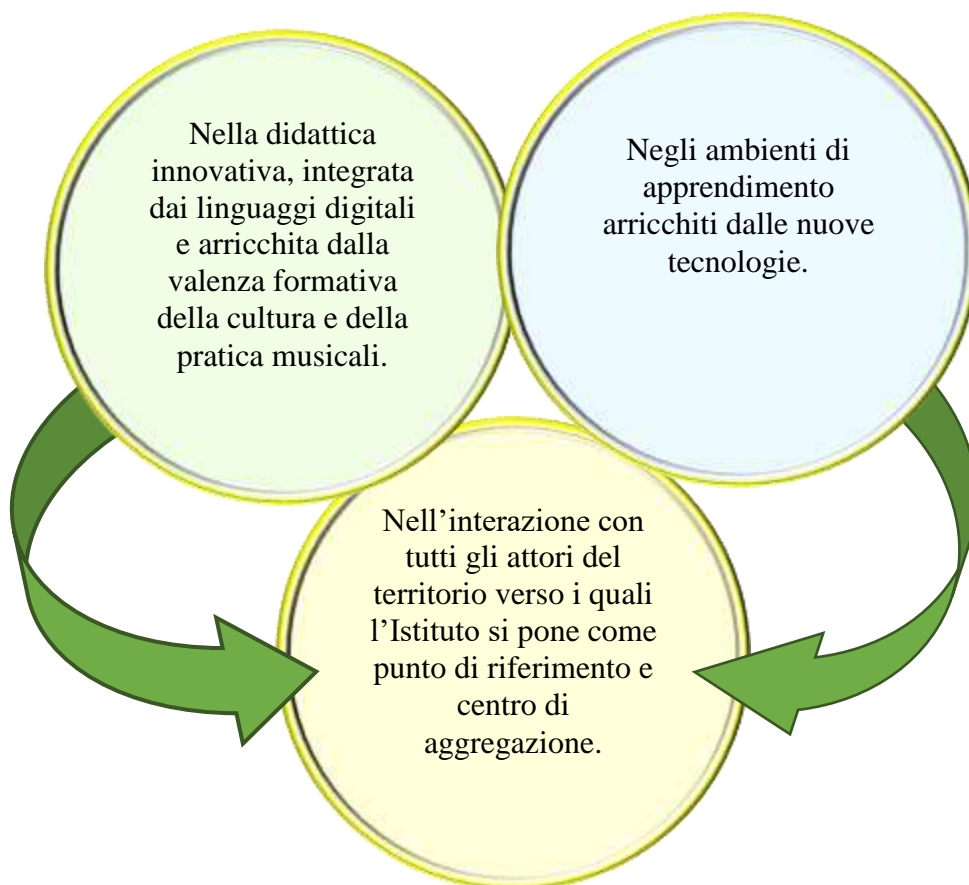 Nella didattica
innovativa, integrata
dai linguaggi digitali
e arricchita dalla
valenza formativa
della cultura e della
pratica musicali.
Negli ambienti di
apprendimento
arricchiti dalle nuove
tecnologie.
Nell’interazione con
tutti gli attori del
territorio verso i quali
l’Istituto si pone come
punto di riferimento e
centro di
aggregazione.